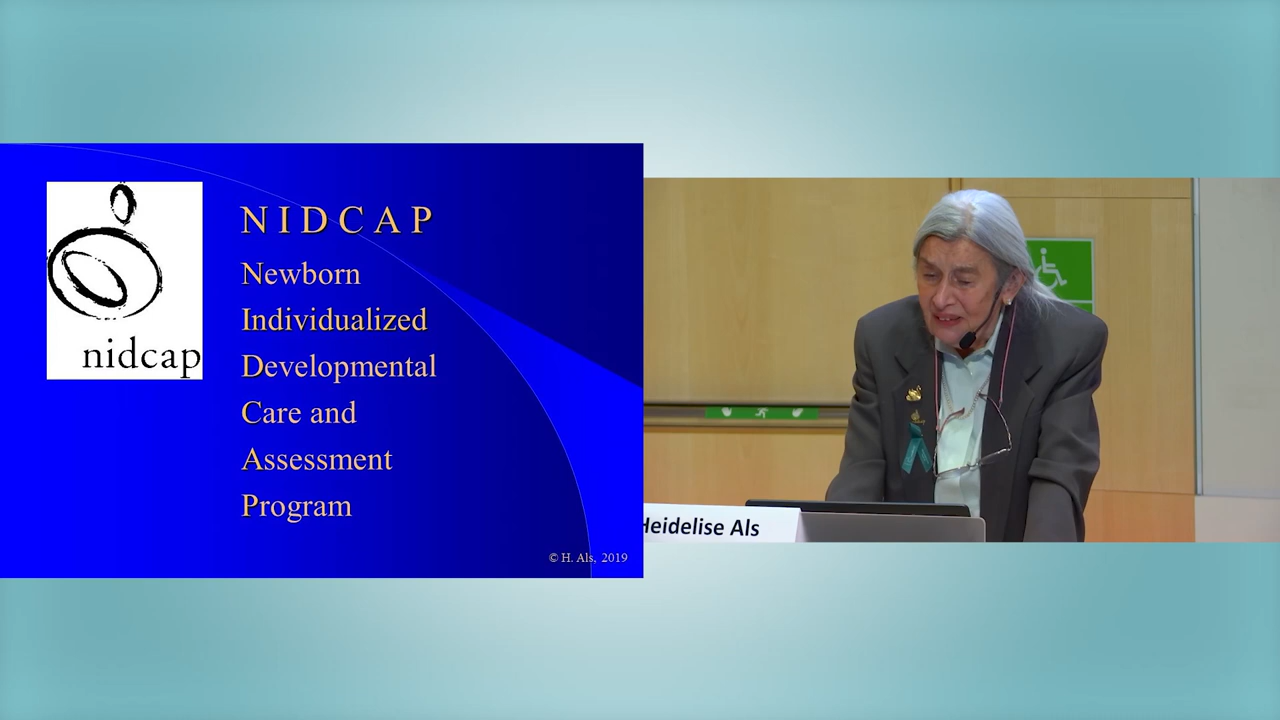 nidcap
N I D C A P
Newborn
Individualized
Developmental
Care and
Assessment
Program
© H. Als, 2019
Heidelise Als